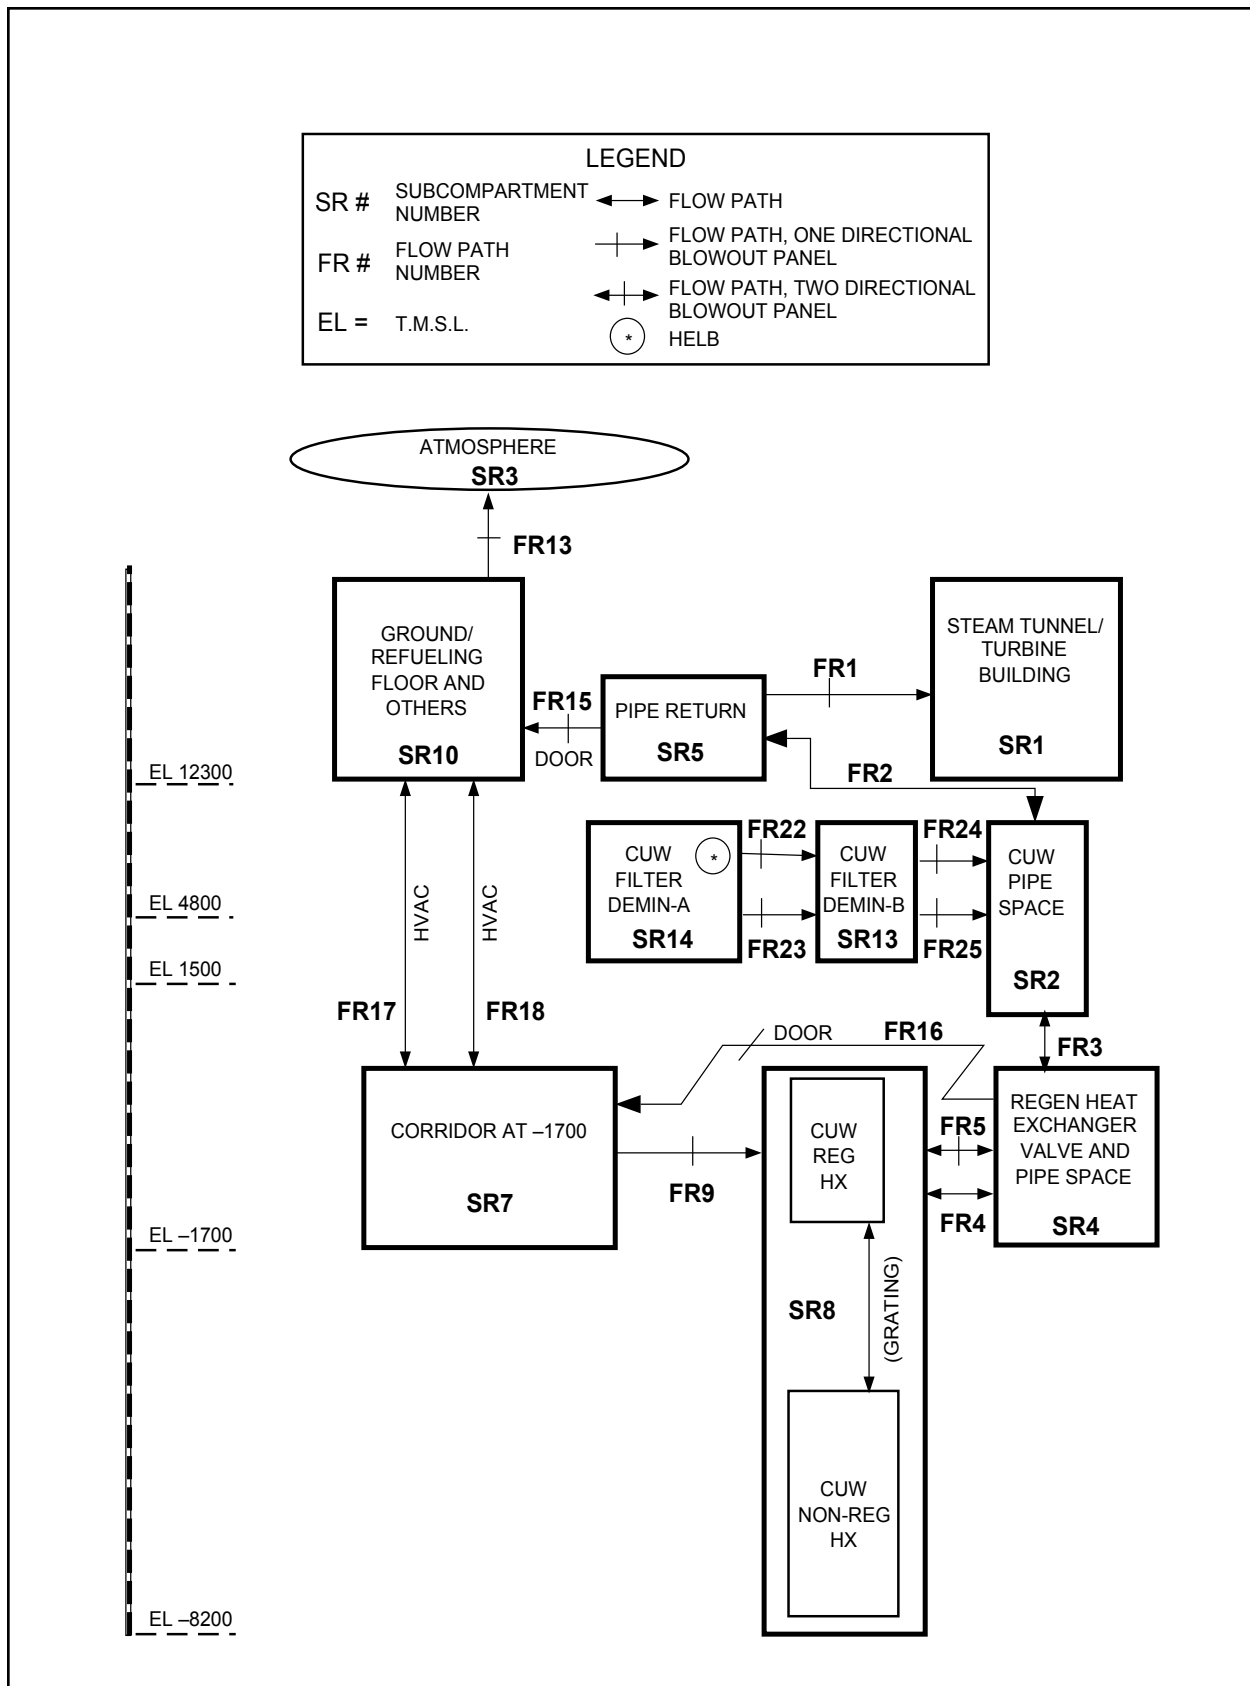 LEGEND
SR # SUBCOMPARTMENT
NUMBER
FLOW PATH
FR # FLOW PATH
NUMBER
FLOW PATH, ONE DIRECTIONAL
BLOWOUT PANEL
EL = T.M.S.L.
FLOW PATH, TWO DIRECTIONAL
BLOWOUT PANEL
* HELB
ATMOSPHERE
SR3
FR13
GROUND/
REFUELING
FLOOR AND
OTHERS
SR10
FR15
DOOR
PIPE RETURN
SR5
FR1
STEAM TUNNEL/
TURBINE
BUILDING
SR1
FR2
EL 12300
CUW
FILTER
DEMIN-A
SR14
*
FR22
FR23
CUW
FILTER
DEMIN-B
SR13
FR24
FR25
CUW
PIPE
SPACE
SR2
EL 4800
EL 1500
HVAC
HVAC
FR17
FR18
DOOR
FR16
FR3
CORRIDOR AT –1700
SR7
FR9
CUW
REG
HX
FR5
FR4
REGEN HEAT
EXCHANGER
VALVE AND
PIPE SPACE
SR4
EL –1700
SR8
(GRATING)
CUW
NON-REG
HX
EL –8200